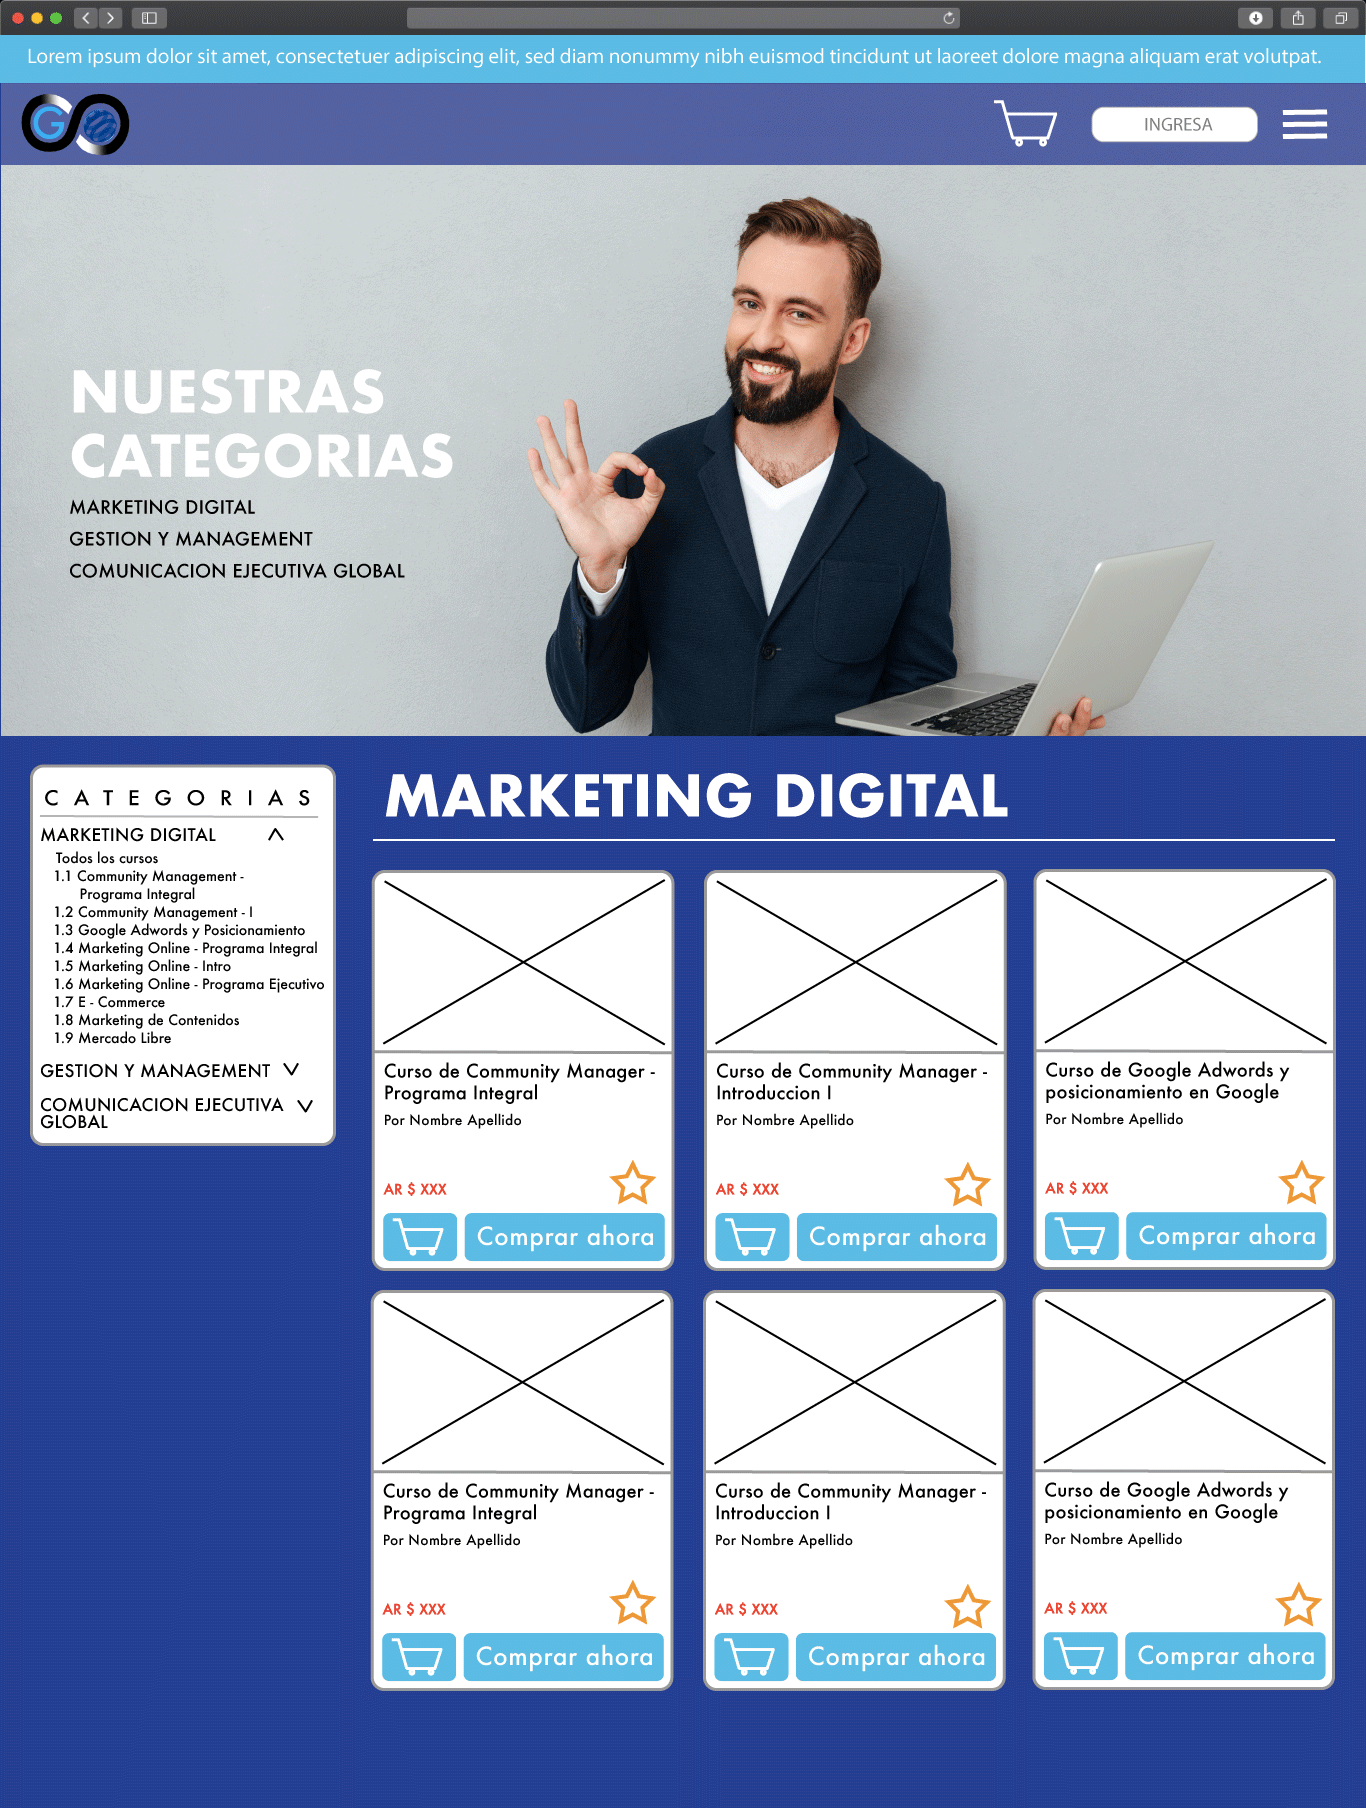 Lorem ipsum dolor sit amet, consectetuer adipiscing elit, sed diam nonummy nibh euismod tincidunt ut laoreet dolore magna aliquam erat volutpat.
G
INGRESA
NUESTRAS
CATEGORIAS
MARKETING DIGITAL
GESTION Y MANAGEMENT
COMUNICACION EJECUTIVA GLOBAL
CATEGORIAS
MARKETING DIGITAL
Todos los cursos
1.1 Community Management -
Programa Integral
1.2 Community Management - I
1.3 Google Adwords y Posicionamiento
1.4 Marketing Online - Programa Integral
1.5 Marketing Online - Intro
1.6 Marketing Online - Programa Ejecutivo
1.7 E - Commerce
1.8 Marketing de Contenidos
1.9 Mercado Libre
GESTION Y MANAGEMENT
COMUNICACION EJECUTIVA
GLOBAL
MARKETING DIGITAL
Curso de Community Manager -
Programa Integral
Por Nombre Apellido
AR $ XXX
Comprar ahora
Curso de Community Manager -
Introduccion I
Por Nombre Apellido
AR $ XXX
Comprar ahora
Curso de Google Adwords y
posicionamiento en Google
Por Nombre Apellido
AR $ XXX
Comprar ahora
Curso de Community Manager -
Programa Integral
Por Nombre Apellido
AR $ XXX
Comprar ahora
Curso de Community Manager -
Introduccion I
Por Nombre Apellido
AR $ XXX
Comprar ahora
Curso de Google Adwords y
posicionamiento en Google
Por Nombre Apellido
AR $ XXX
Comprar ahora